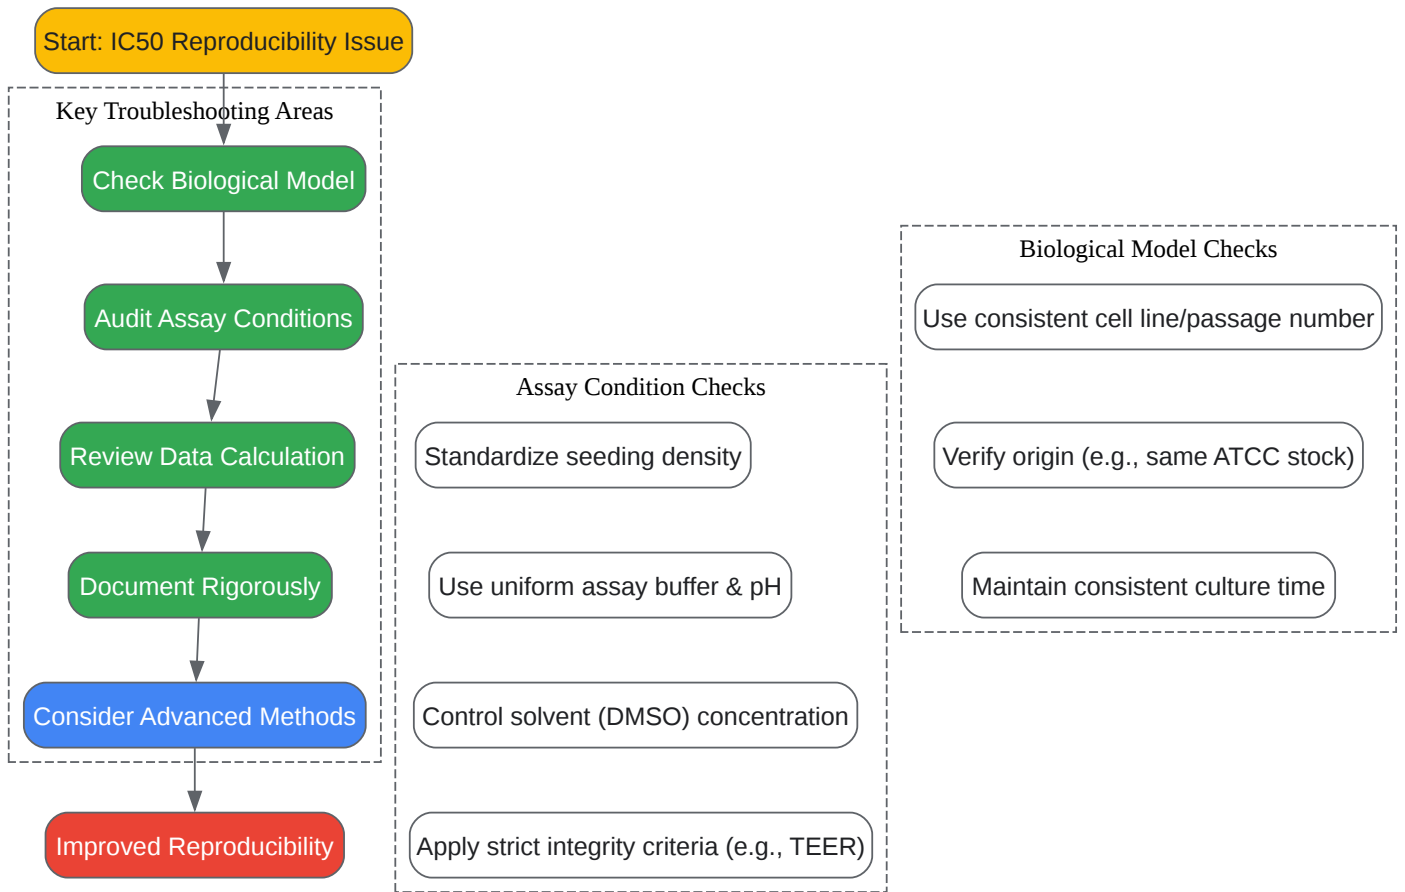 Start: IC50 Reproducibility Issue
Key Troubleshooting Areas
Check Biological Model
Audit Assay Conditions
Review Data Calculation
Document Rigorously
Consider Advanced Methods
Improved Reproducibility
Assay Condition Checks
Standardize seeding density
Use uniform assay buffer & pH
Control solvent (DMSO) concentration
Apply strict integrity criteria (e.g., TEER)
Biological Model Checks
Use consistent cell line/passage number
Verify origin (e.g., same ATCC stock)
Maintain consistent culture time